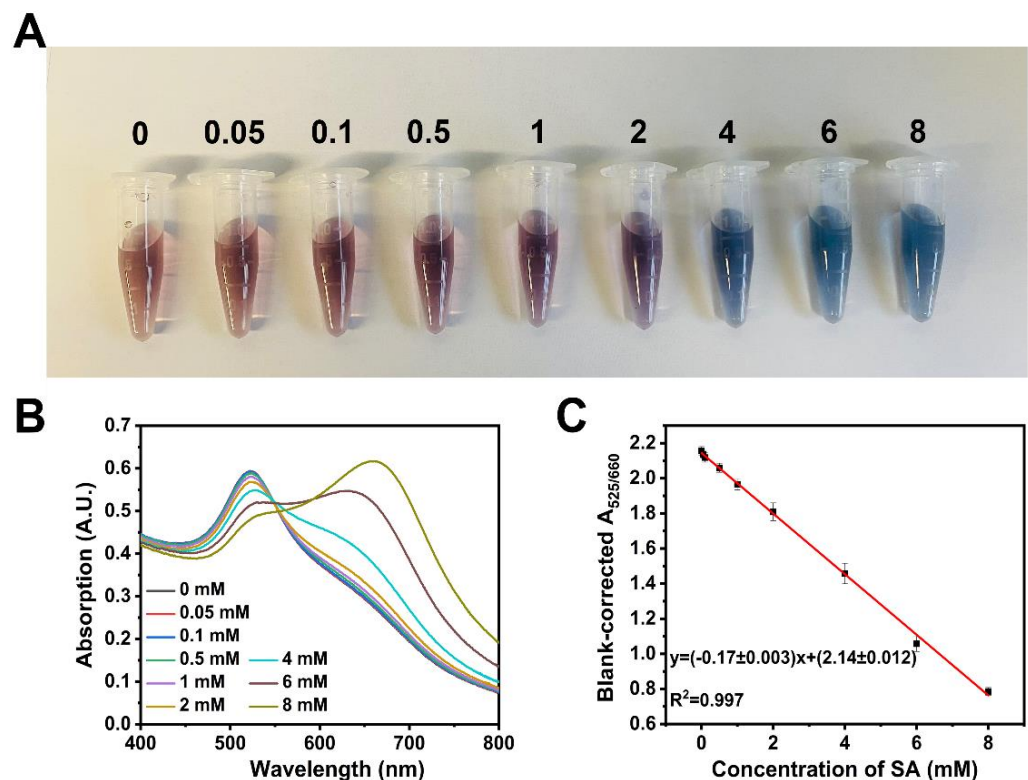 A
0 0.05 0.1 0.5 1 2 4 6 8
B
Absorption (A.U.)
0.7
0.6
0.5
0.4
0.3
0.2
0.1
0.0
0 mM
0.05 mM
0.1 mM
0.5 mM
1 mM
2 mM
4 mM
6 mM
8 mM
400 500 600 700 800
Wavelength (nm)
C
Blank-corrected A525/660
2.2
2.0
1.8
1.6
1.4
1.2
1.0
0.8
0.6
y=(-0.17±0.003)x+(2.14±0.012)
R²=0.997
0 2 4 6 8
Concentration of SA (mM)